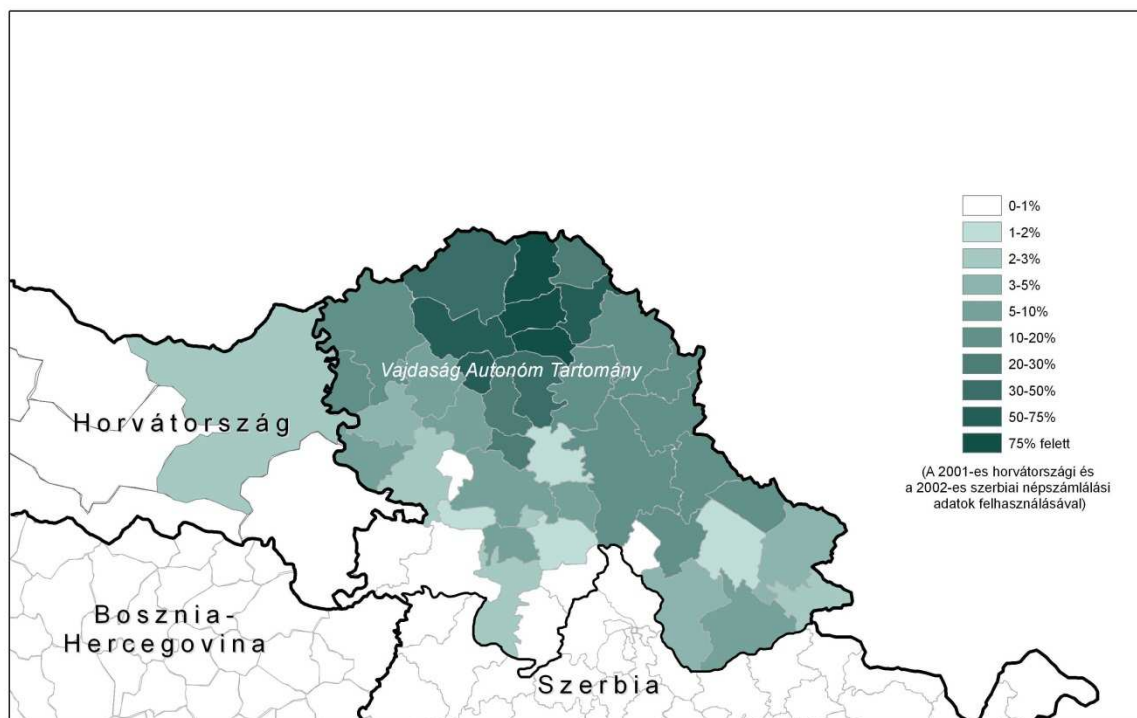 0-1%
1-2%
2-3%
3-5%
5-10%
10-20%
20-30%
30-50%
50-75%
75% felett
(A 2001-es horvátországi és
a 2002-es szerbiai népszámlálási
adatok felhasználásával)
Vajdaság Autonóm Tartomány
Horvátország
Bosznia-
Hercegovina
Szerbia